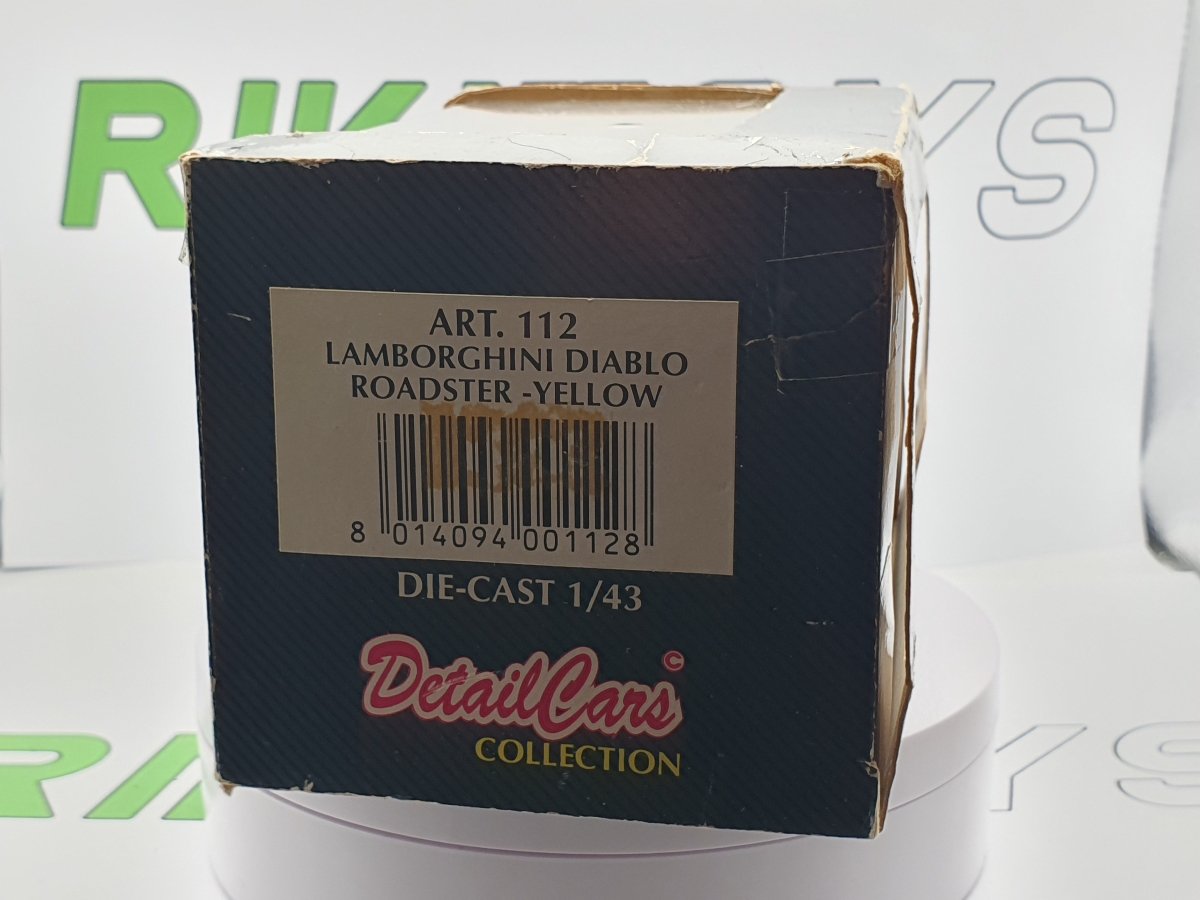 ART. 112
LAMBORGHINI DIABLO
ROADSTER -YELLOW
8 014094 001128
DIE-CAST 1/43
DetailCars ©
COLLECTION